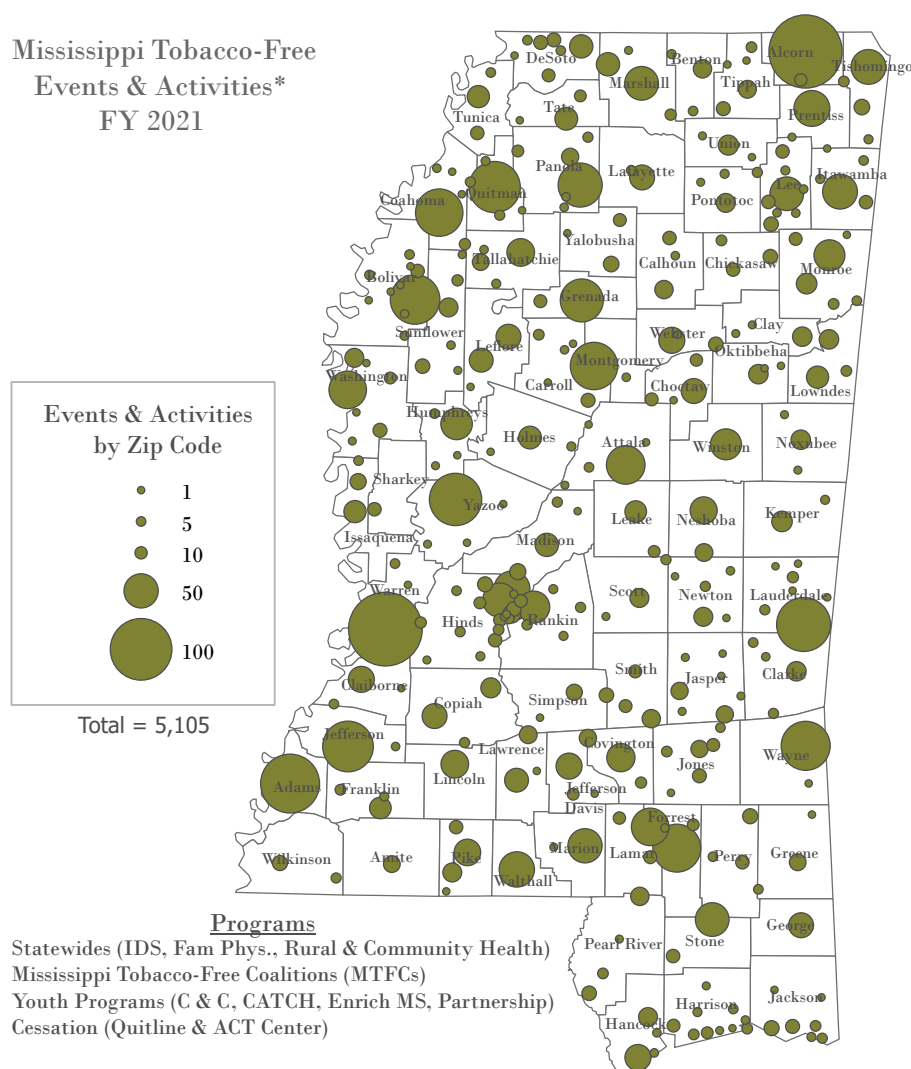 Mississippi Tobacco-Free
Events & Activities*
FY 2021
DeSoto
Benton
Alcorn
Tishomingo
Marshall
Tippah
Tunica
Tate
Prentiss
Union
Panola
Lafayette
Quitman
Coahoma
Pontotoc
Lee
Itawamba
Yalobusha
Tallahatchie
Calhoun
Chickasaw
Monroe
Bolivar
Grenada
Sunflower
Leflore
Webster
Clay
Oktibbeha
Montgomery
Washington
Carroll
Choctaw
Lowndes
Humphreys
Holmes
Attala
Winston
Noxubee
Sharkey
Yazoo
Issaquena
Leake
Neshoba
Kemper
Madison
Warren
Hinds
Rankin
Scott
Newton
Lauderdale
Smith
Jasper
Clarke
Claiborne
Copiah
Simpson
Jefferson
Lawrence
Covington
Jones
Wayne
Adams
Franklin
Lincoln
Jefferson
Davis
Wilkinson
Amite
Pike
Walthall
Marion
Lamar
Forrest
Perry
Greene
Pearl River
Stone
George
Hancock
Harrison
Jackson
Events & Activities
by Zip Code
1
5
10
50
100
Total = 5,105
Programs
Statewides (IDS, Fam Phys., Rural & Community Health)
Mississippi Tobacco-Free Coalitions (MTFCs)
Youth Programs (C & C, CATCH, Enrich MS, Partnership)
Cessation (Quitline & ACT Center)